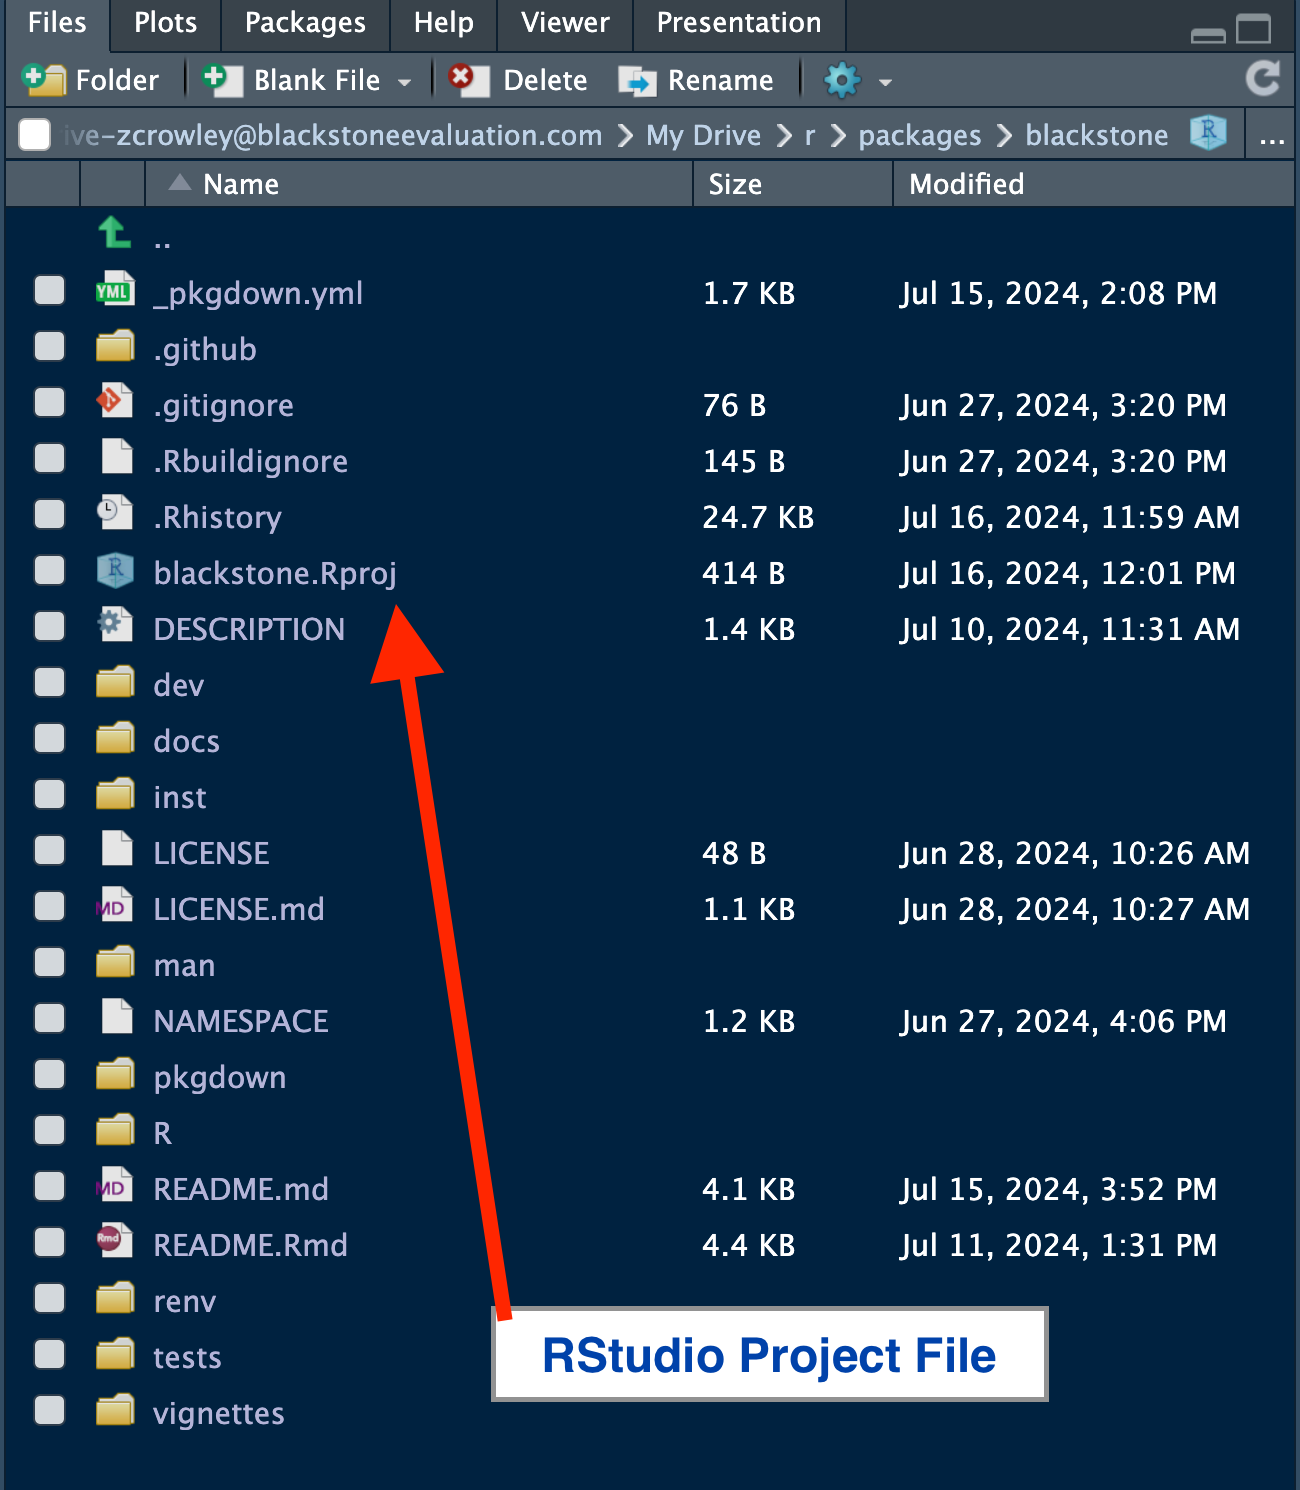 Files Plots Packages Help Viewer Presentation
Folder Blank File Delete Rename
ive-zcrowley@blackstoneevaluation.com My Drive r packages blackstone R ...
Name Size Modified
..
YML _pkgdown.yml 1.7 KB Jul 15, 2024, 2:08 PM
.github
.gitignore 76 B Jun 27, 2024, 3:20 PM
.Rbuildignore 145 B Jun 27, 2024, 3:20 PM
.Rhistory 24.7 KB Jul 16, 2024, 11:59 AM
R blackstone.Rproj 414 B Jul 16, 2024, 12:01 PM
DESCRIPTION 1.4 KB Jul 10, 2024, 11:31 AM
dev
docs
inst
LICENSE 48 B Jun 28, 2024, 10:26 AM
MD LICENSE.md 1.1 KB Jun 28, 2024, 10:27 AM
man
NAMESPACE 1.2 KB Jun 27, 2024, 4:06 PM
pkgdown
R
MD README.md 4.1 KB Jul 15, 2024, 3:52 PM
Rmd README.Rmd 4.4 KB Jul 11, 2024, 1:31 PM
renv
tests
RStudio Project File
vignettes